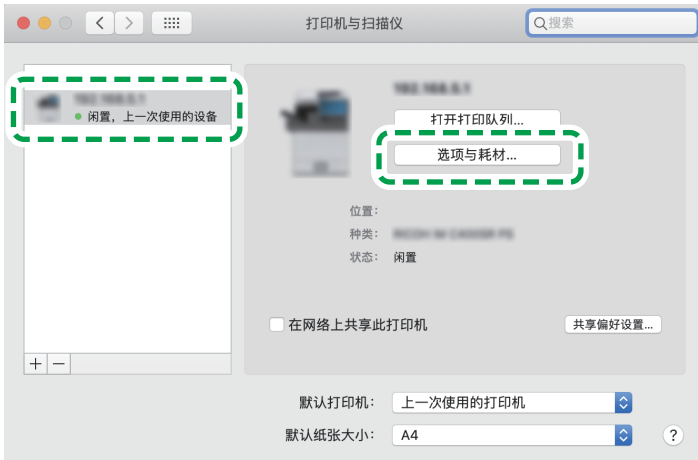 打印机与扫描仪
搜索
闲置，上一次使用的设备
打开打印队列...
选项与耗材...
位置：
种类：
状态： 闲置
在网络上共享此打印机
共享偏好设置...
+ −
默认打印机： 上一次使用的打印机
默认纸张大小： A4
?